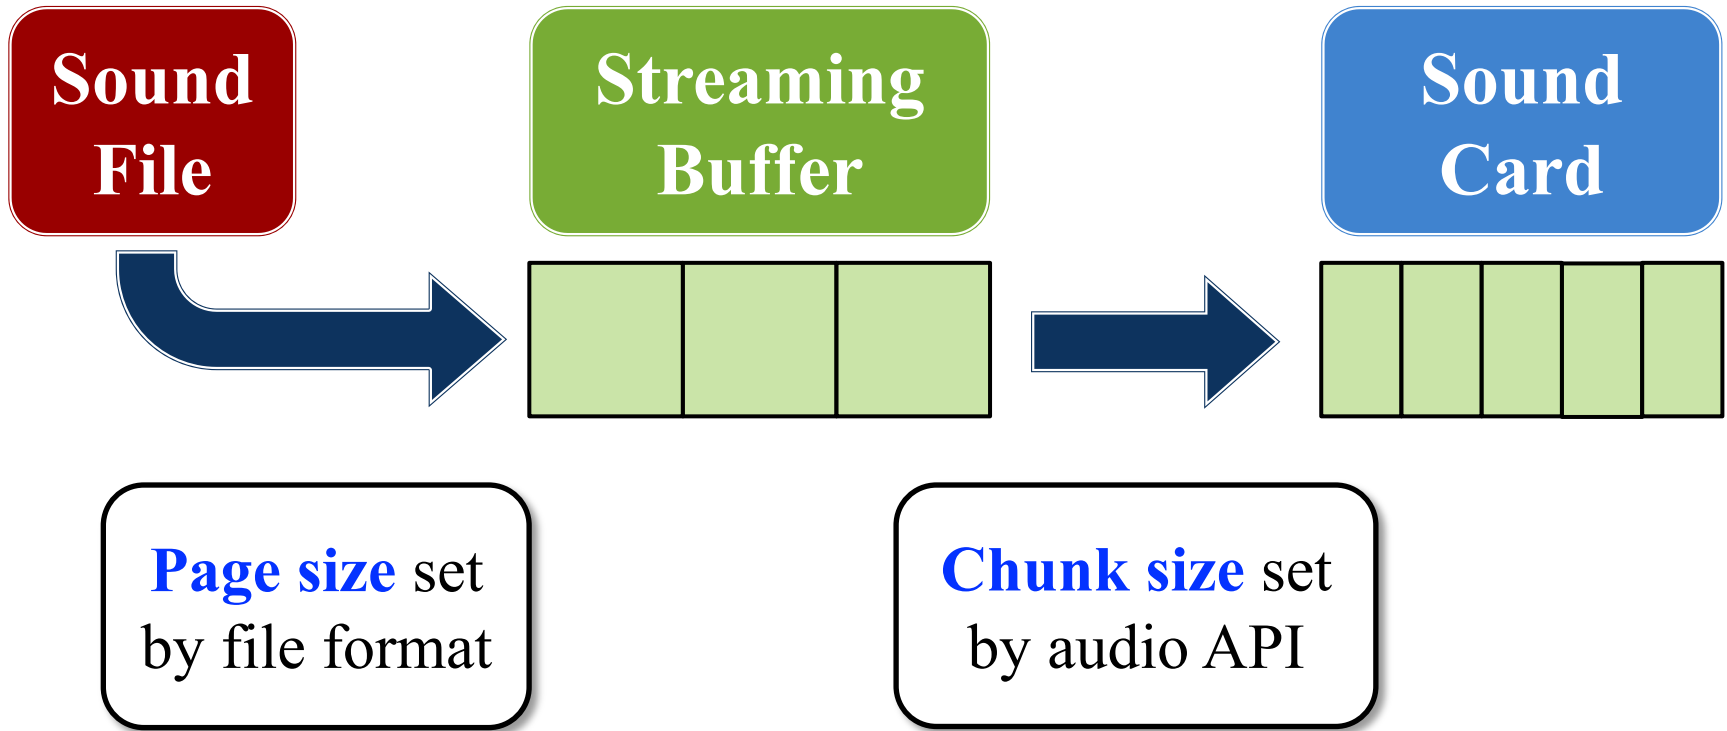 Sound
File
Streaming
Buffer
Sound
Card
Page size set
by file format
Chunk size set
by audio API